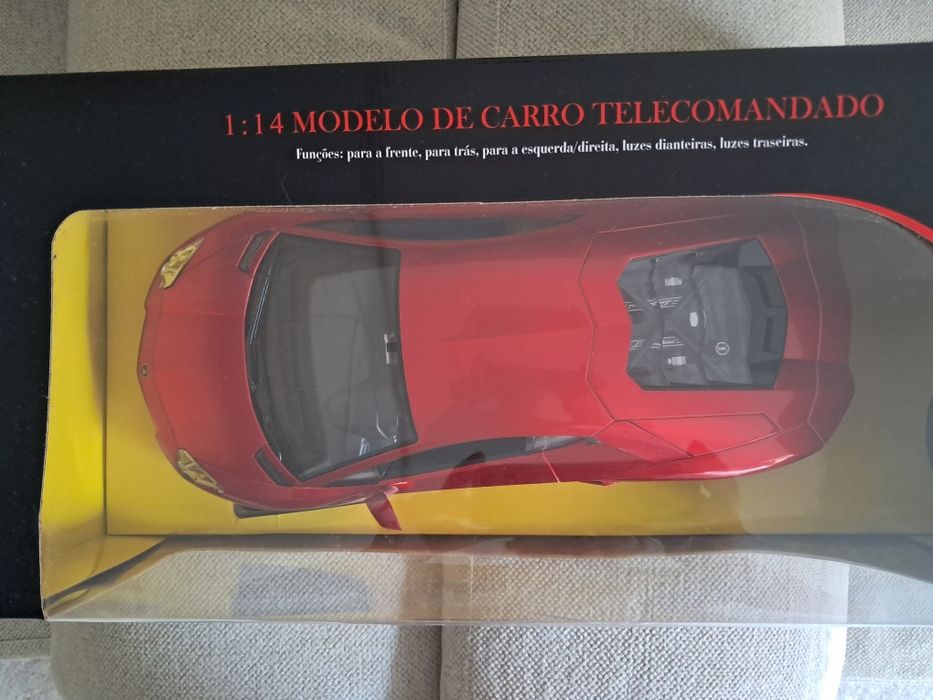 1:14 MODELO DE CARRO TELECOMANDADO
Funções: para a frente, para trás, para a esquerda/direita, luzes dianteiras, luzes traseiras.